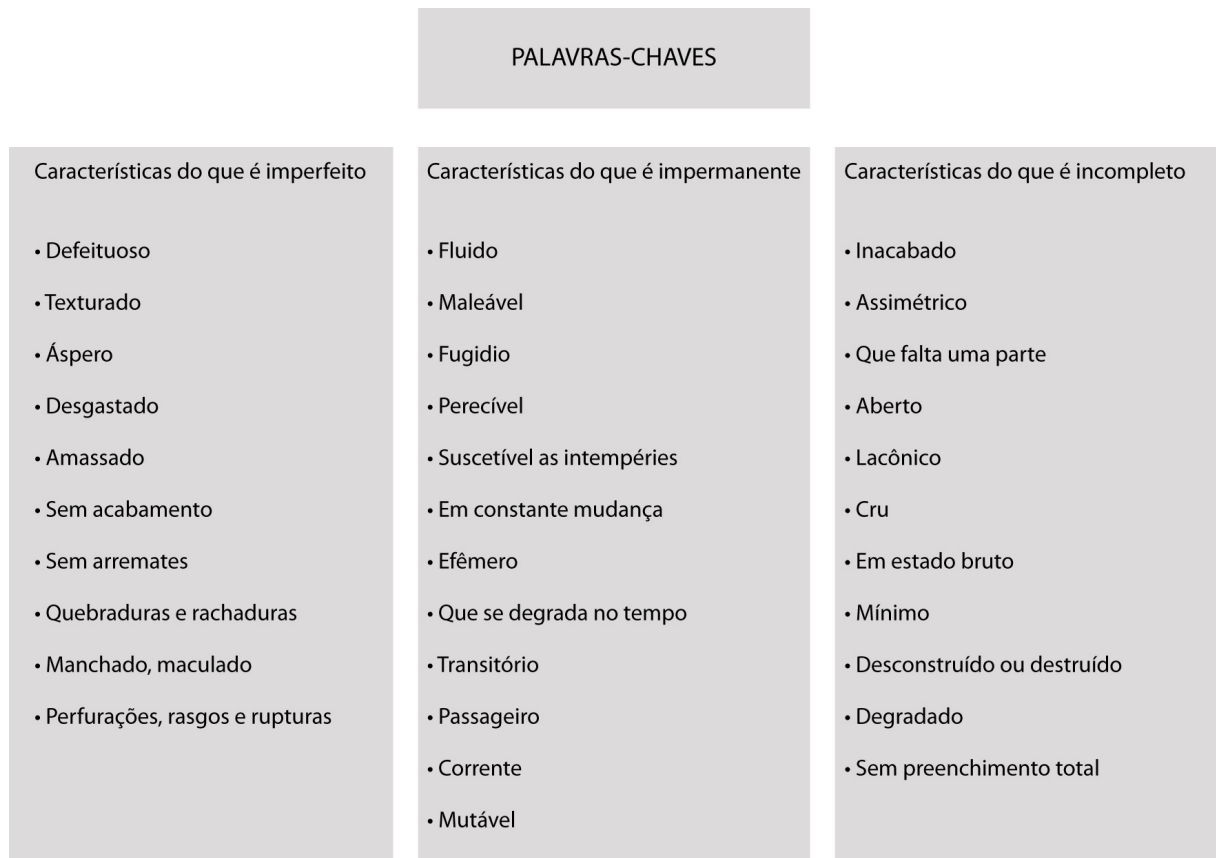 PALAVRAS-CHAVES
Características do que é imperfeito
• Defeituoso
• Texturado
• Áspero
• Desgastado
• Amassado
• Sem acabamento
• Sem arremates
• Quebraduras e rachaduras
• Manchado, maculado
• Perfurações, rasgos e rupturas
Características do que é impermanente
• Fluido
• Maleável
• Fugidio
• Perecível
• Suscetível as intempéries
• Em constante mudança
• Efêmero
• Que se degrada no tempo
• Transitório
• Passageiro
• Corrente
• Mutável
Características do que é incompleto
• Inacabado
• Assimétrico
• Que falta uma parte
• Aberto
• Lacônico
• Cru
• Em estado bruto
• Mínimo
• Desconstruído ou destruído
• Degradado
• Sem preenchimento total